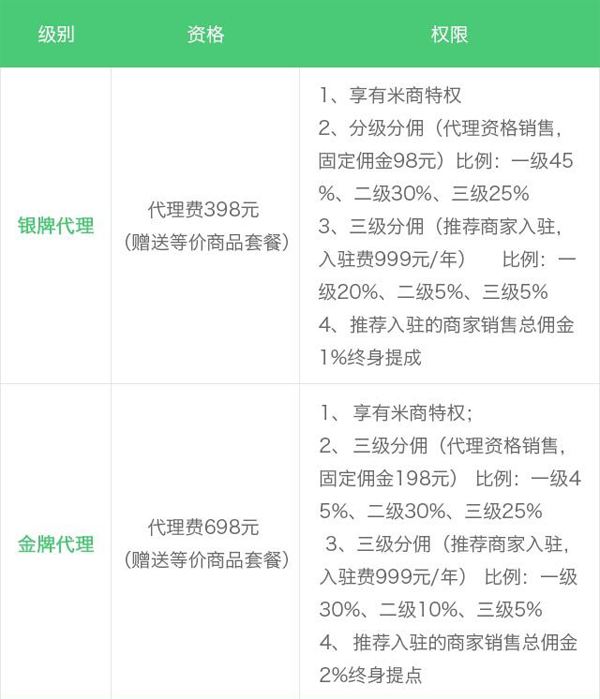 级别
资格
权限
银牌代理
代理费398元
（赠送等价商品套餐）
1、享有米商特权
2、分级分佣（代理资格销售，
固定佣金98元）比例：一级45
%、二级30%、三级25%
3、三级分佣（推荐商家入驻，
入驻费999元/年） 比例：一
级20%、二级5%、三级5%
4、推荐入驻的商家销售总佣金
1%终身提成
金牌代理
代理费698元
（赠送等价商品套餐）
1、 享有米商特权；
2、 三级分佣（代理资格销售，
固定佣金198元） 比例：一级4
5%、二级30%、三级25%
3、三级分佣（推荐商家入驻，
入驻费999元/年） 比例：一级
30%、二级10%、三级5%
4、 推荐入驻的商家销售总佣金
2%终身提点